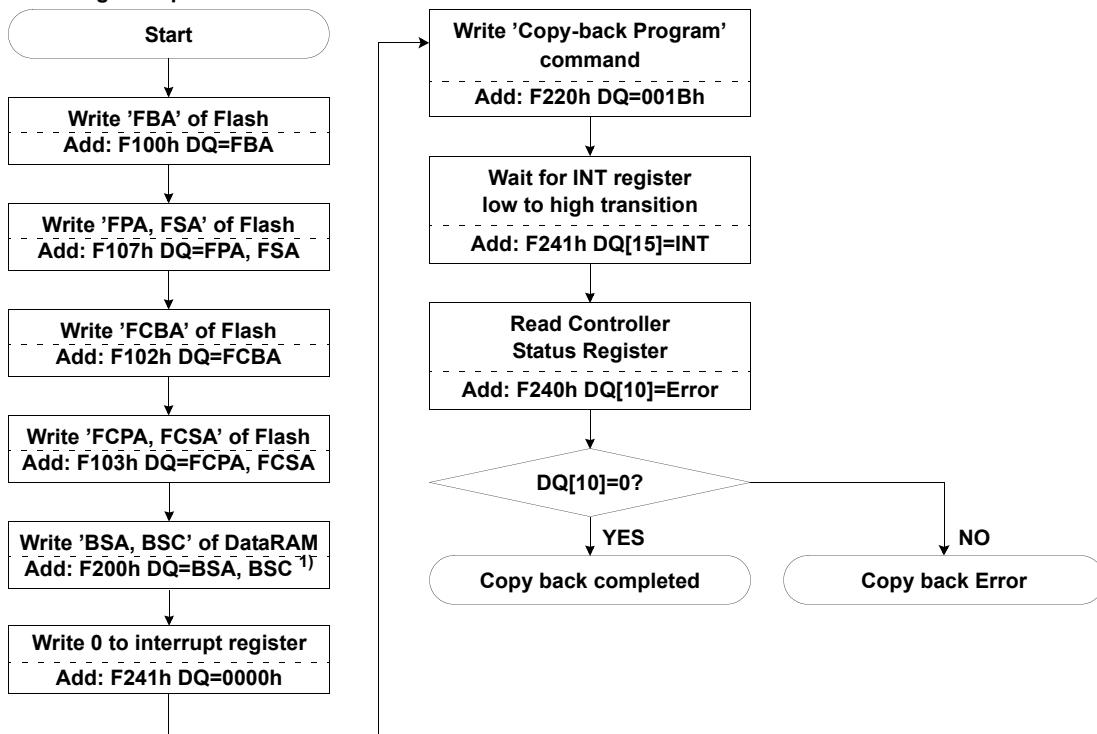 Start
Write ’FBA’ of Flash
Add: F100h DQ=FBA
Write ’FPA, FSA’ of Flash
Add: F107h DQ=FPA, FSA
Write ’FCBA’ of Flash
Add: F102h DQ=FCBA
Write ’FCPA, FCSA’ of Flash
Add: F103h DQ=FCPA, FCSA
Write ’BSA, BSC’ of DataRAM
Add: F200h DQ=BSA, BSC 1)
Write 0 to interrupt register
Add: F241h DQ=0000h
Write ’Copy-back Program’
command
Add: F220h DQ=001Bh
Wait for INT register
low to high transition
Add: F241h DQ[15]=INT
Read Controller
Status Register
Add: F240h DQ[10]=Error
DQ[10]=0?
YES
NO
Copy back completed
Copy back Error